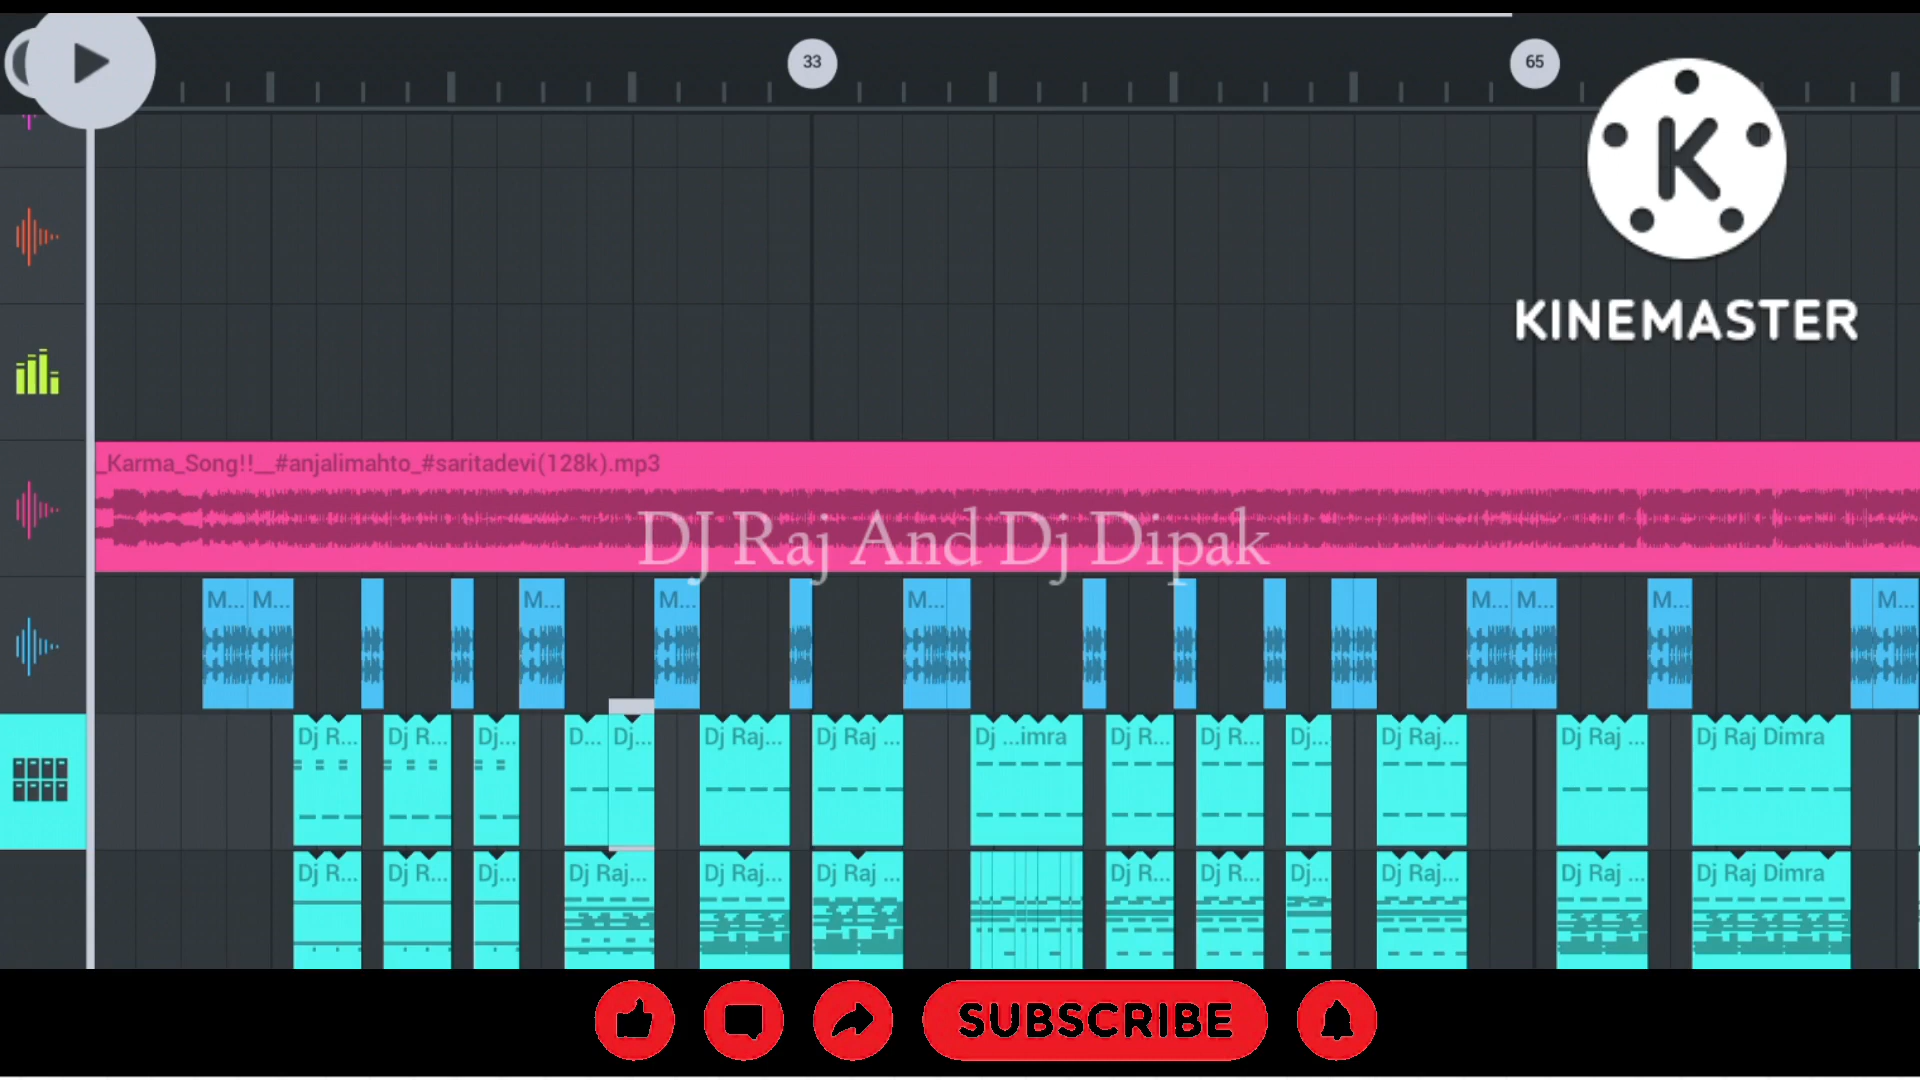 33
65
K
KINEMASTER
_Karma_Song!!__#anjalimahto_#saritadevi(128k).mp3
DJ Raj And Dj Dipak
M... M... M... M... M... M... M... M... M...
Dj R... Dj R... Dj... D... Dj... Dj Raj... Dj Raj ... Dj ...imra Dj R... Dj R... Dj... Dj Raj... Dj Raj ... Dj Raj Dimra
Dj R... Dj R... Dj... Dj Raj... Dj Raj... Dj Raj ... Dj R... Dj R... Dj... Dj Raj... Dj Raj ... Dj Raj Dimra
SUBSCRIBE